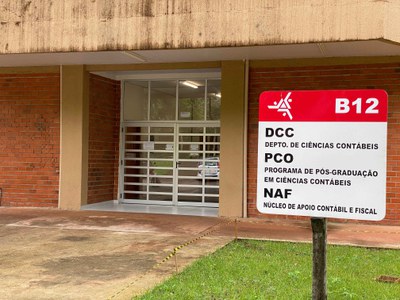 B12
DCC
DEPTO. DE CIÊNCIAS CONTÁBEIS
PCO
PROGRAMA DE PÓS-GRADUAÇÃO
EM CIÊNCIAS CONTÁBEIS
NAF
NÚCLEO DE APOIO CONTÁBIL E FISCAL